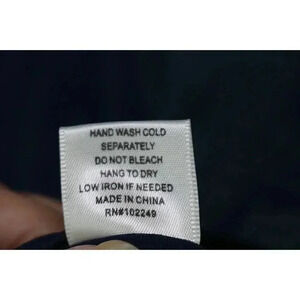 HAND WASH COLD
SEPARATELY
DO NOT BLEACH
HANG TO DRY
LOW IRON IF NEEDED
MADE IN CHINA
RN#102249